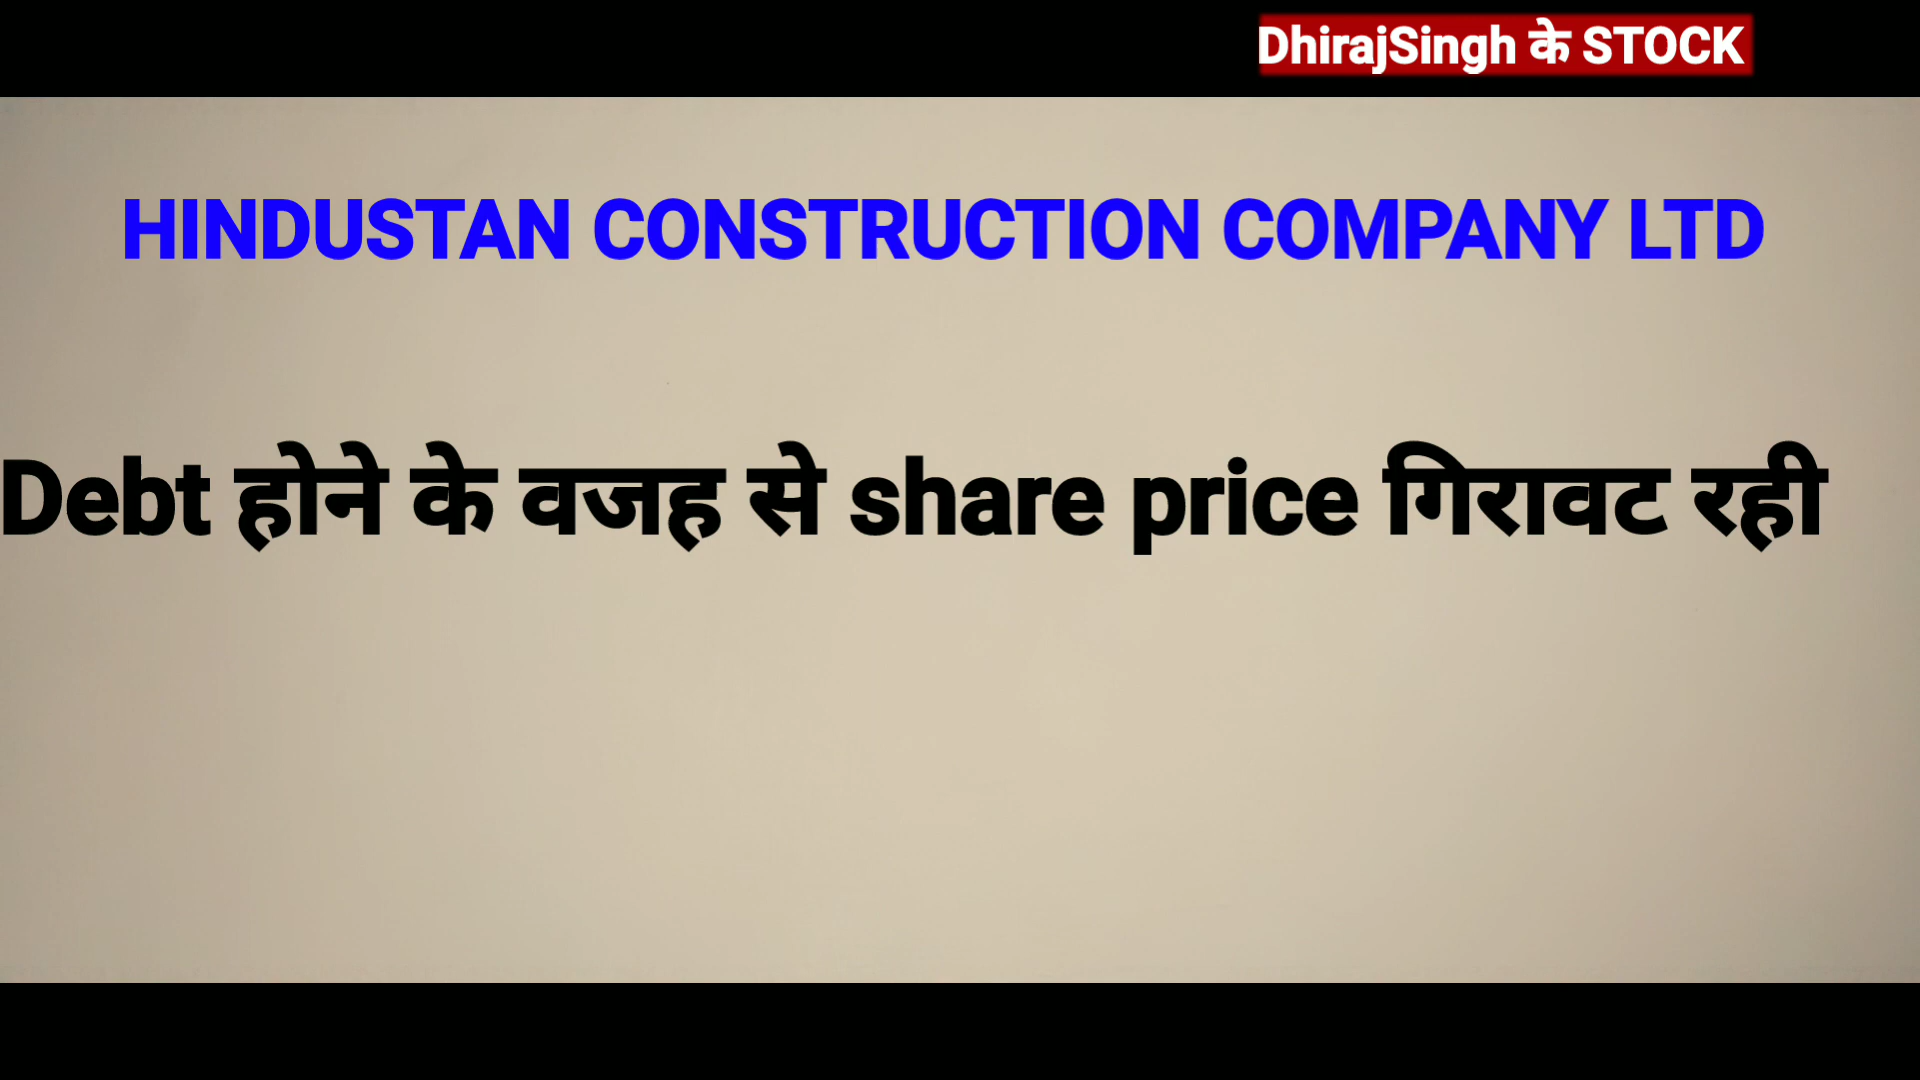 DhirajSingh के STOCK
HINDUSTAN CONSTRUCTION COMPANY LTD
Debt होने के वजह से share price गिरावट रही